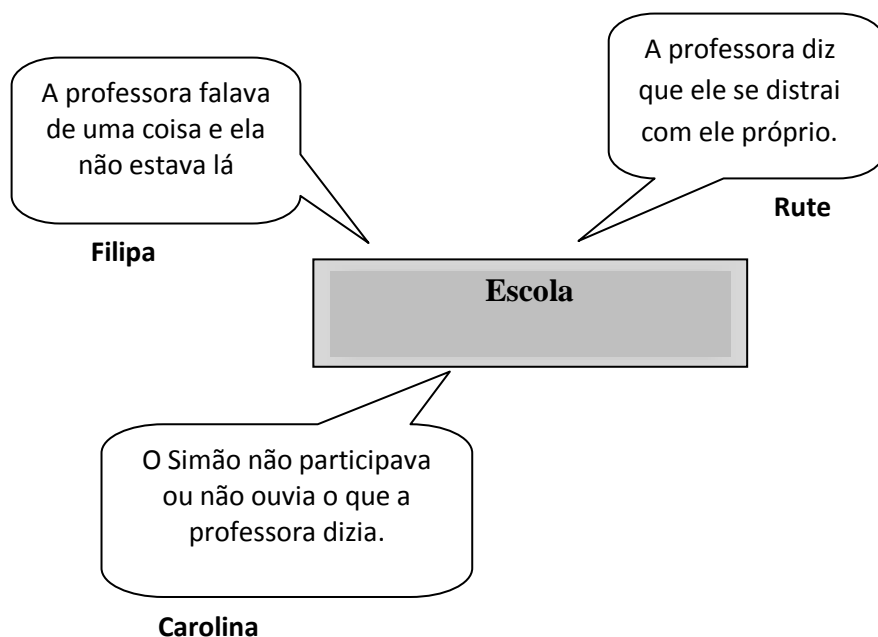 A professora falava
de uma coisa e ela
não estava lá
Filipa
A professora diz
que ele se distrai
com ele próprio.
Rute
Escola
O Simão não participava
ou não ouvia o que a
professora dizia.
Carolina